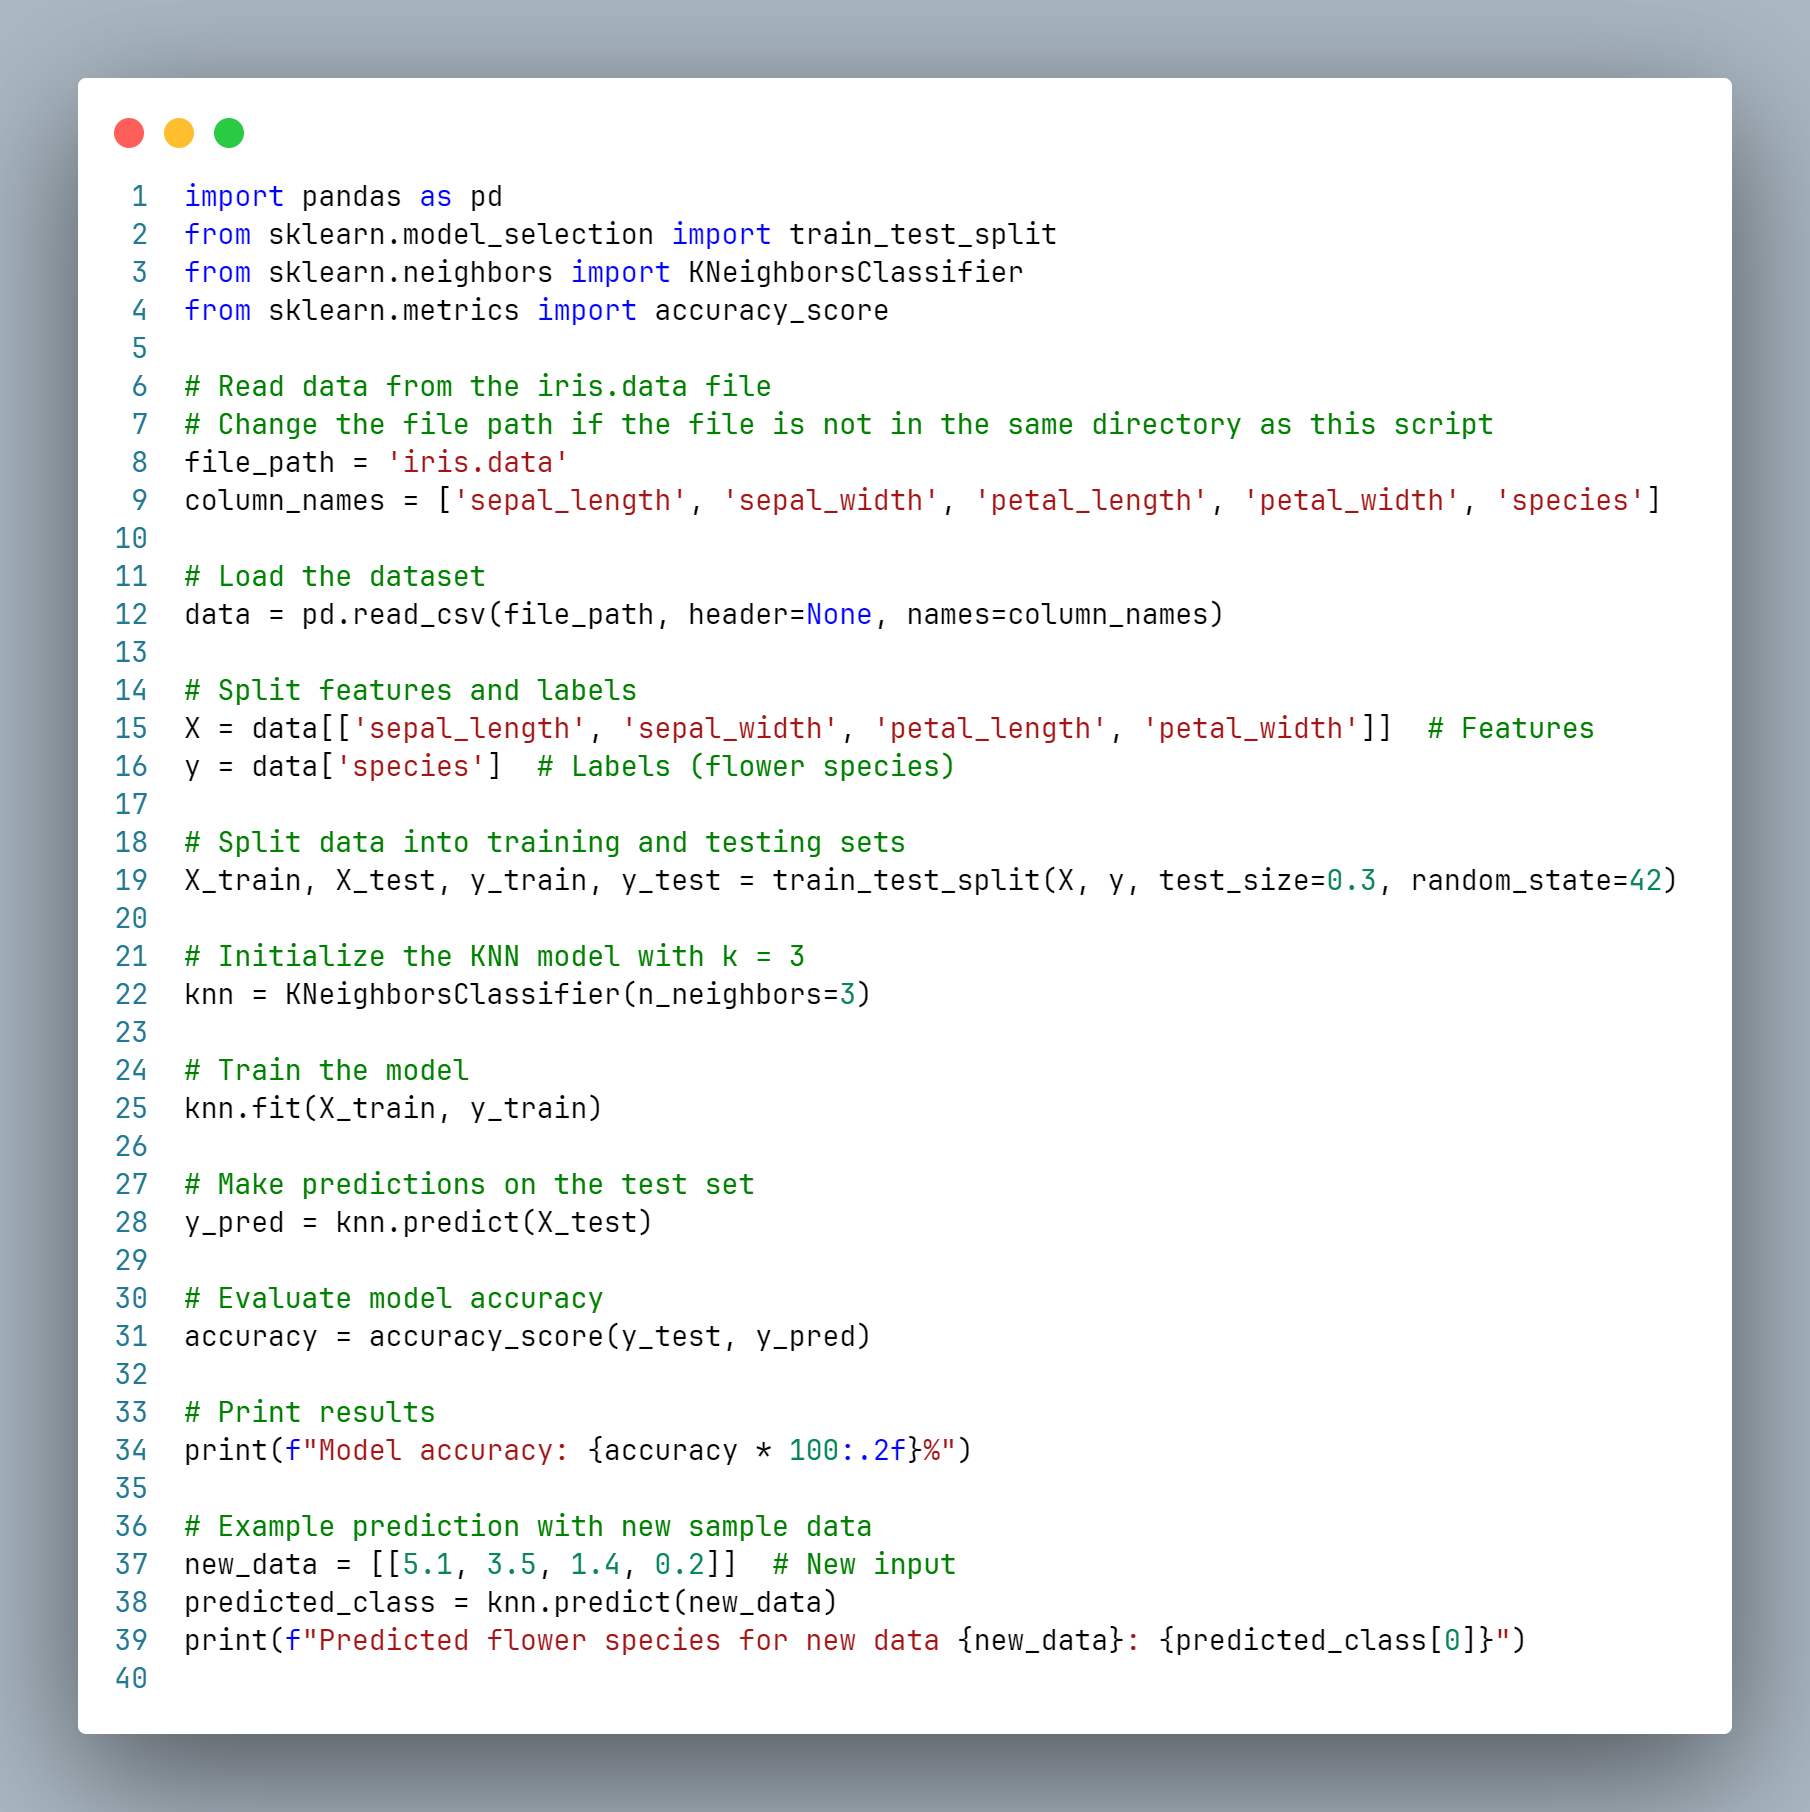 1 import pandas as pd
2 from sklearn.model_selection import train_test_split
3 from sklearn.neighbors import KNeighborsClassifier
4 from sklearn.metrics import accuracy_score
5
6 # Read data from the iris.data file
7 # Change the file path if the file is not in the same directory as this script
8 file_path = 'iris.data'
9 column_names = ['sepal_length', 'sepal_width', 'petal_length', 'petal_width', 'species']
10
11 # Load the dataset
12 data = pd.read_csv(file_path, header=None, names=column_names)
13
14 # Split features and labels
15 X = data[['sepal_length', 'sepal_width', 'petal_length', 'petal_width']]  # Features
16 y = data['species']  # Labels (flower species)
17
18 # Split data into training and testing sets
19 X_train, X_test, y_train, y_test = train_test_split(X, y, test_size=0.3, random_state=42)
20
21 # Initialize the KNN model with k = 3
22 knn = KNeighborsClassifier(n_neighbors=3)
23
24 # Train the model
25 knn.fit(X_train, y_train)
26
27 # Make predictions on the test set
28 y_pred = knn.predict(X_test)
29
30 # Evaluate model accuracy
31 accuracy = accuracy_score(y_test, y_pred)
32
33 # Print results
34 print(f"Model accuracy: {accuracy * 100:.2f}%")
35
36 # Example prediction with new sample data
37 new_data = [[5.1, 3.5, 1.4, 0.2]]  # New input
38 predicted_class = knn.predict(new_data)
39 print(f"Predicted flower species for new data {new_data}: {predicted_class[0]}")
40